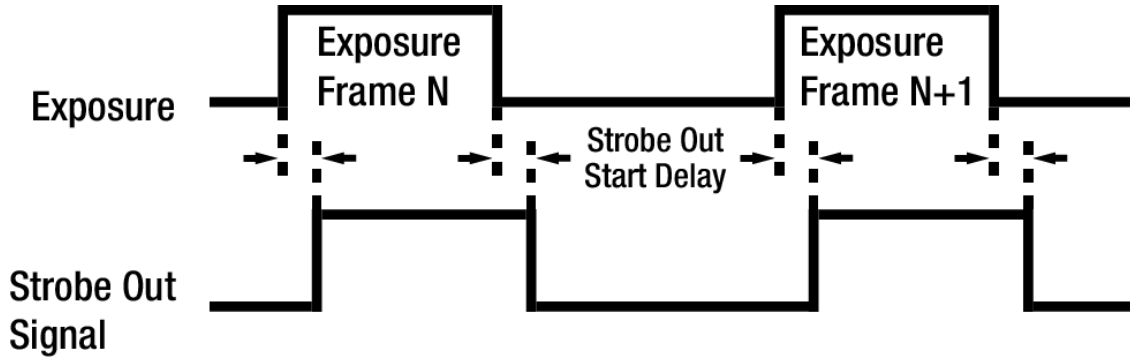 Exposure
Frame N
Exposure
Frame N+1
Exposure
Strobe Out
Start Delay
Strobe Out
Signal